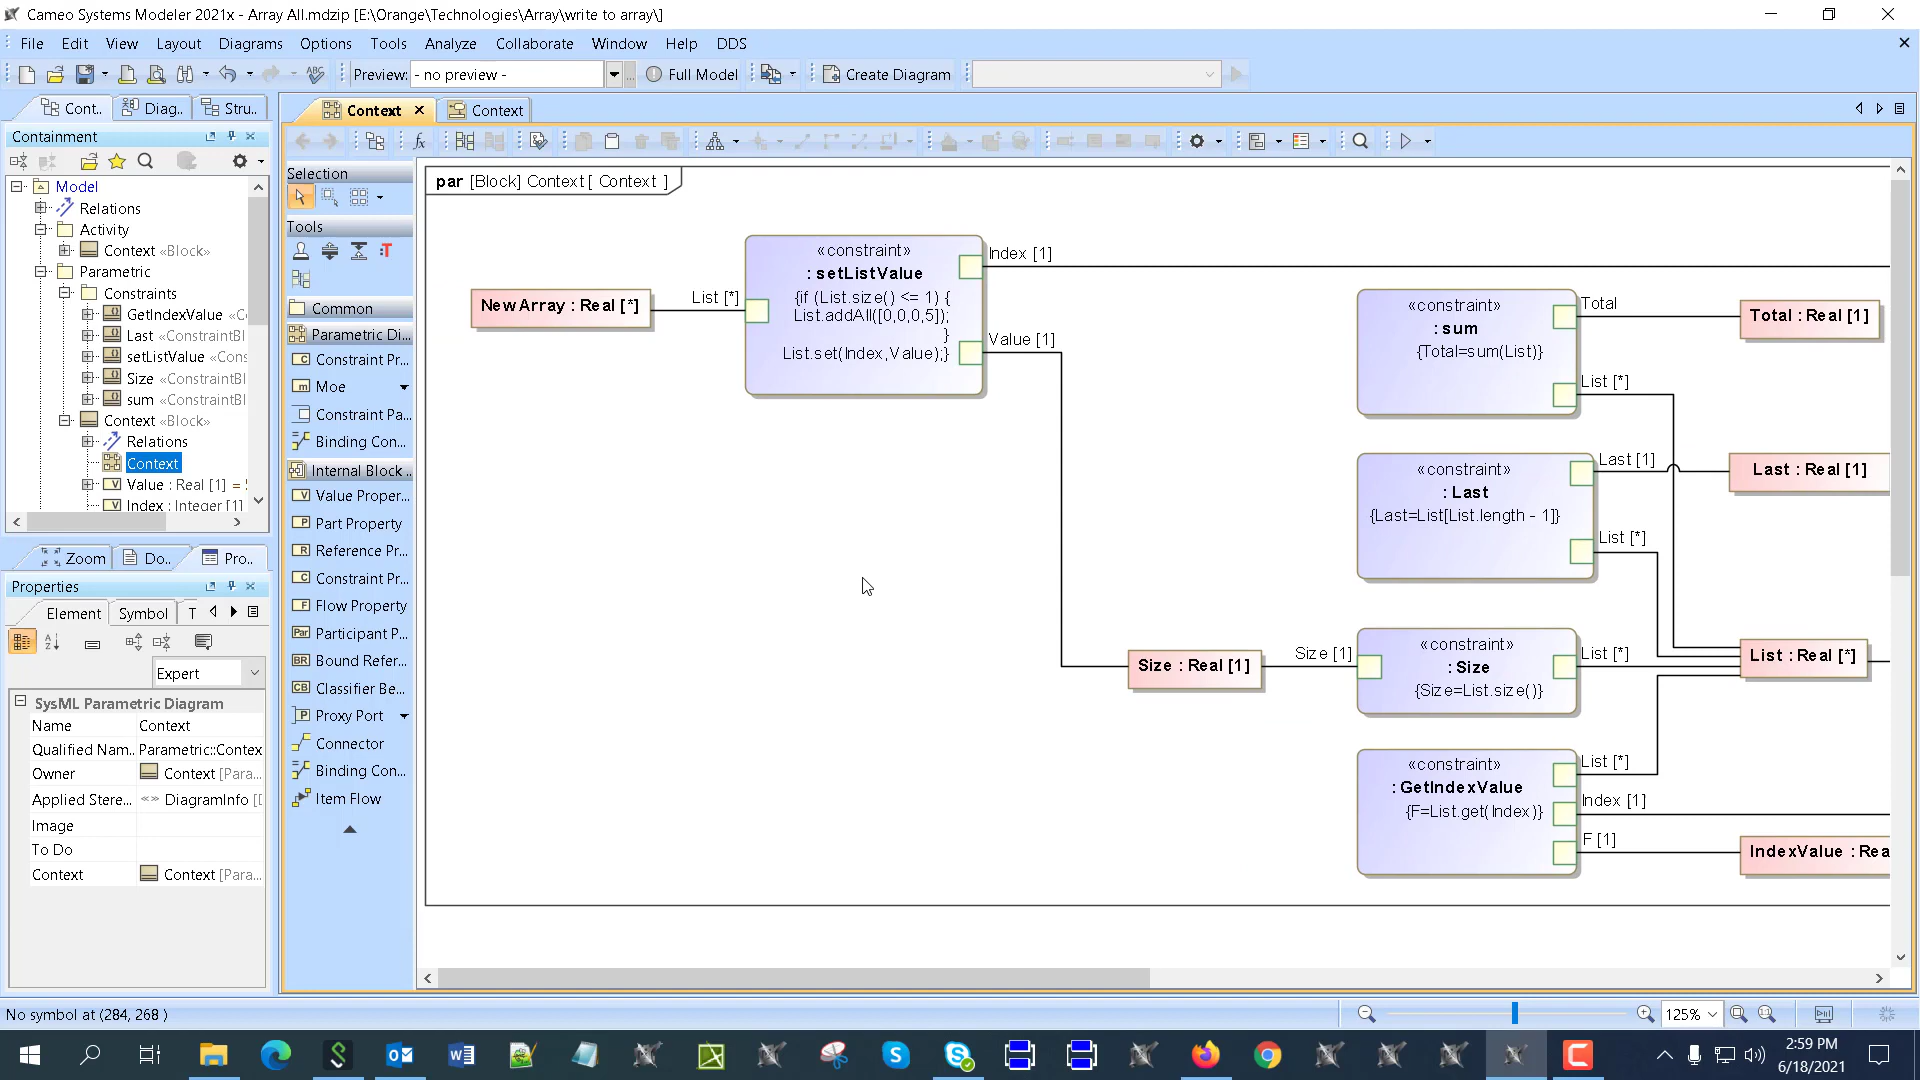 Cameo Systems Modeler 2021x - Array All.mdzip [E:\Orange\Technologies\Array\write to array\]
File Edit View Layout Diagrams Options Tools Analyze Collaborate Window Help DDS
Preview: - no preview - ... Full Model Create Diagram
Cont.. Diag.. Stru..
Containment
Model
Relations
Activity
Context «Block»
Parametric
Constraints
GetIndexValue «Con
Last «ConstraintBl
setListValue «Cons
Size «ConstraintBl
sum «ConstraintBl
Context «Block»
Relations
Context
Value : Real [1] = 5
Index : Integer [1]
Zoom Do.. Pro..
Properties
Element Symbol T
Expert
SysML Parametric Diagram
Name Context
Qualified Nam.. Parametric::Contex
Owner Context [Para...
Applied Stere... «» DiagramInfo [D
Image
To Do
Context Context [Para...
Context Context
Selection
Tools
:T
Common
Parametric Di...
Constraint Pr...
Moe
Constraint Pa...
Binding Con...
Internal Block ..
Value Proper...
Part Property
Reference Pr...
Constraint Pr...
Flow Property
Participant P...
Bound Refer...
Classifier Be...
Proxy Port
Connector
Binding Con...
Item Flow
par [Block] Context [ Context ]
NewArray : Real [*]
List [*]
«constraint»
: setListValue
{if (List.size() <= 1) {
List.addAll([0,0,0,5]);
}
List.set(Index,Value);}
Index [1]
Value [1]
«constraint»
: sum
{Total=sum(List)}
Total
List [*]
Total : Real [1]
«constraint»
: Last
{Last=List[List.length - 1]}
Last [1]
List [*]
Last : Real [1]
Size : Real [1]
Size [1]
«constraint»
: Size
{Size=List.size()}
List [*]
List : Real [*]
«constraint»
: GetIndexValue
{F=List.get(Index)}
List [*]
Index [1]
F [1]
IndexValue : Rea
No symbol at (284, 268 )
125%
2:59 PM
6/18/2021